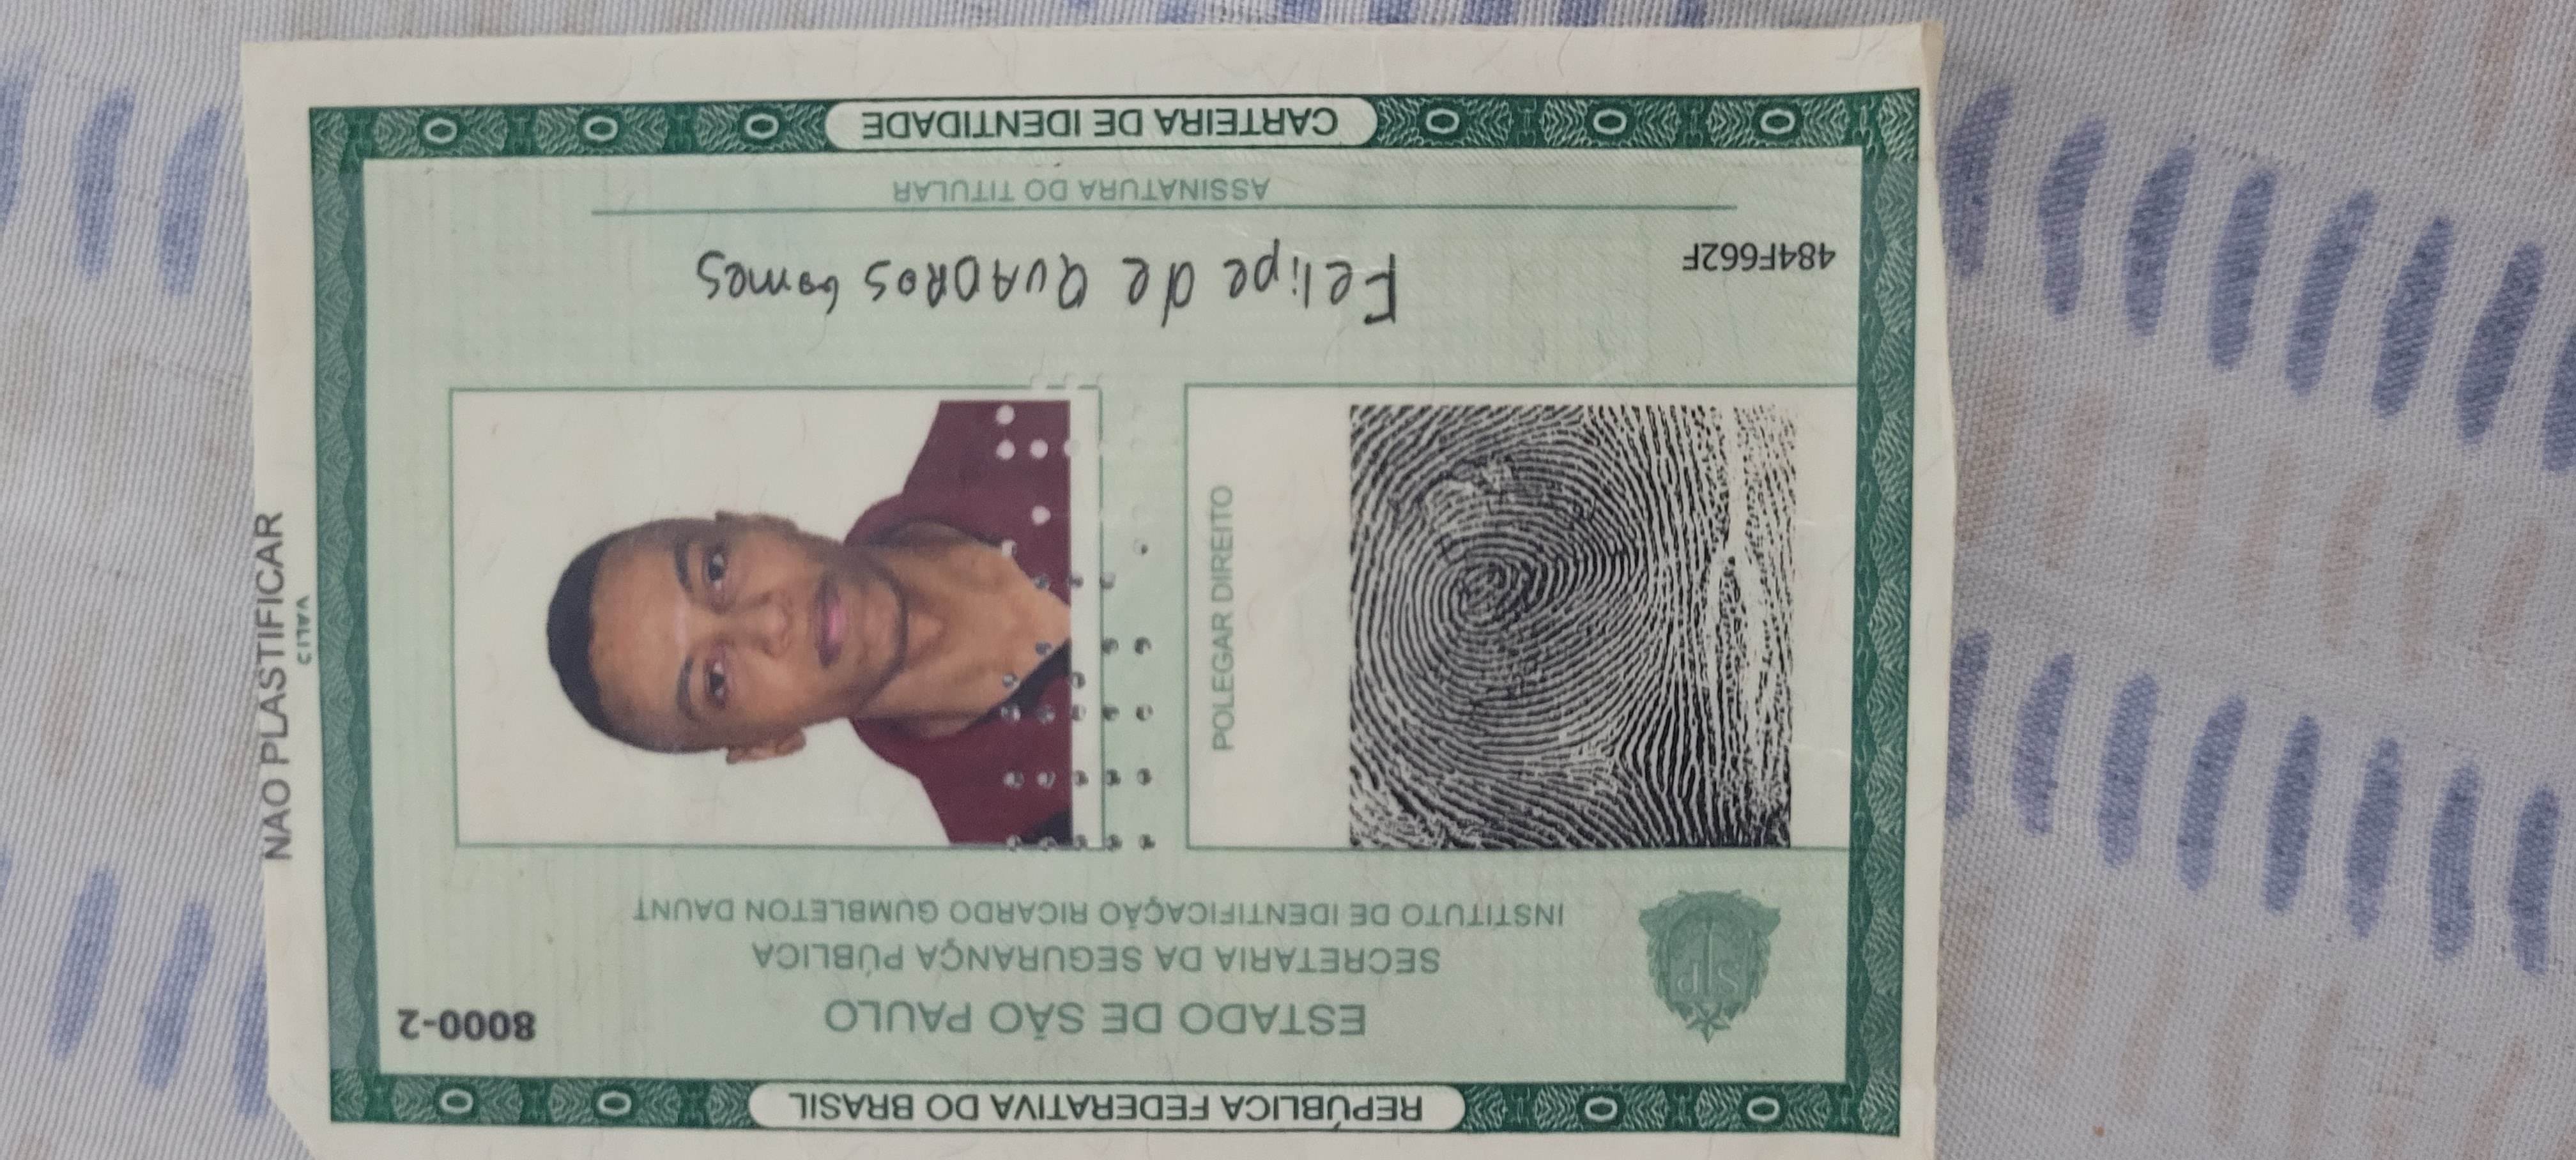 NAO PLASTIFICAR
REPÚBLICA FEDERATIVA DO BRASIL
8000-2
ESTADO DE SÃO PAULO
SECRETARIA DA SEGURANÇA PÚBLICA
INSTITUTO DE IDENTIFICAÇÃO RICARDO GUMBLETON DAUNT
SP
POLEGAR DIREITO
Felipe de QUADROS Gomes
484F662F
ASSINATURA DO TITULAR
CARTEIRA DE IDENTIDADE